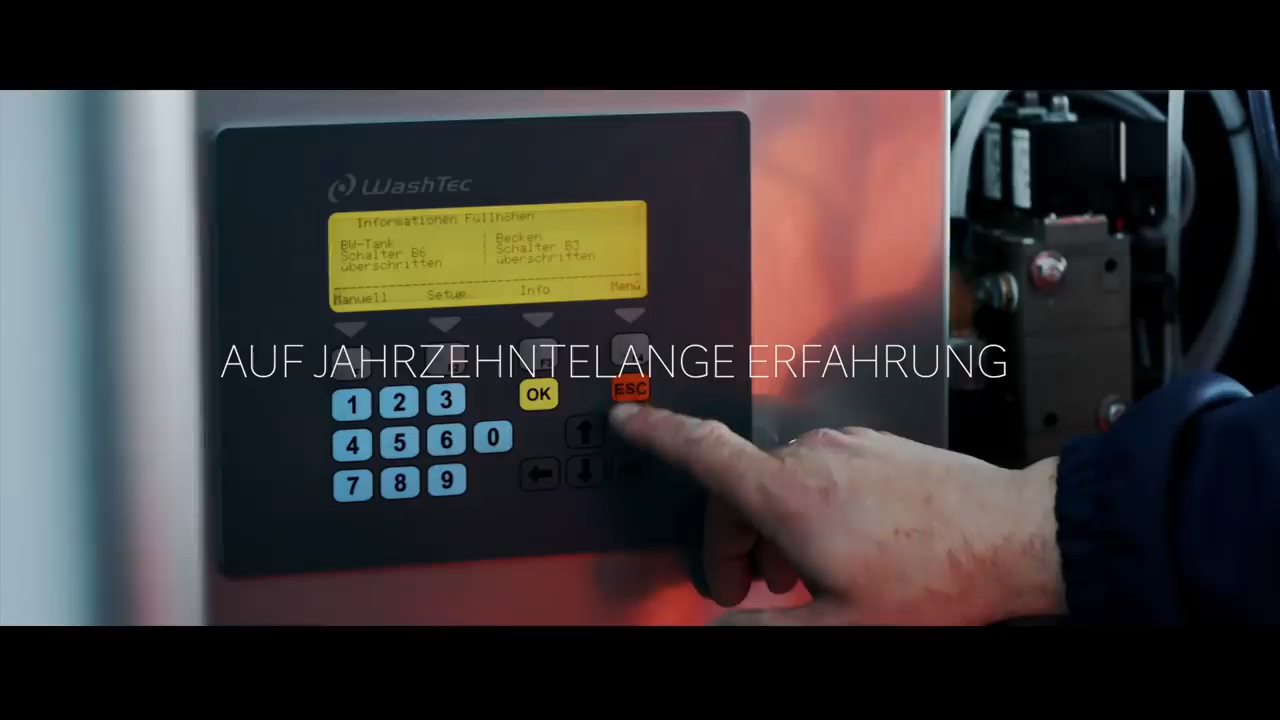 WashTec
Informationen Füllhöhen
BW-Tank
Schalter B6
überschritten
Becken
Schalter B3
überschritten
Manuell Setup Info Menü
AUF JAHRZEHNTELANGE ERFAHRUNG
1 2 3 OK ESC
4 5 6 0
7 8 9